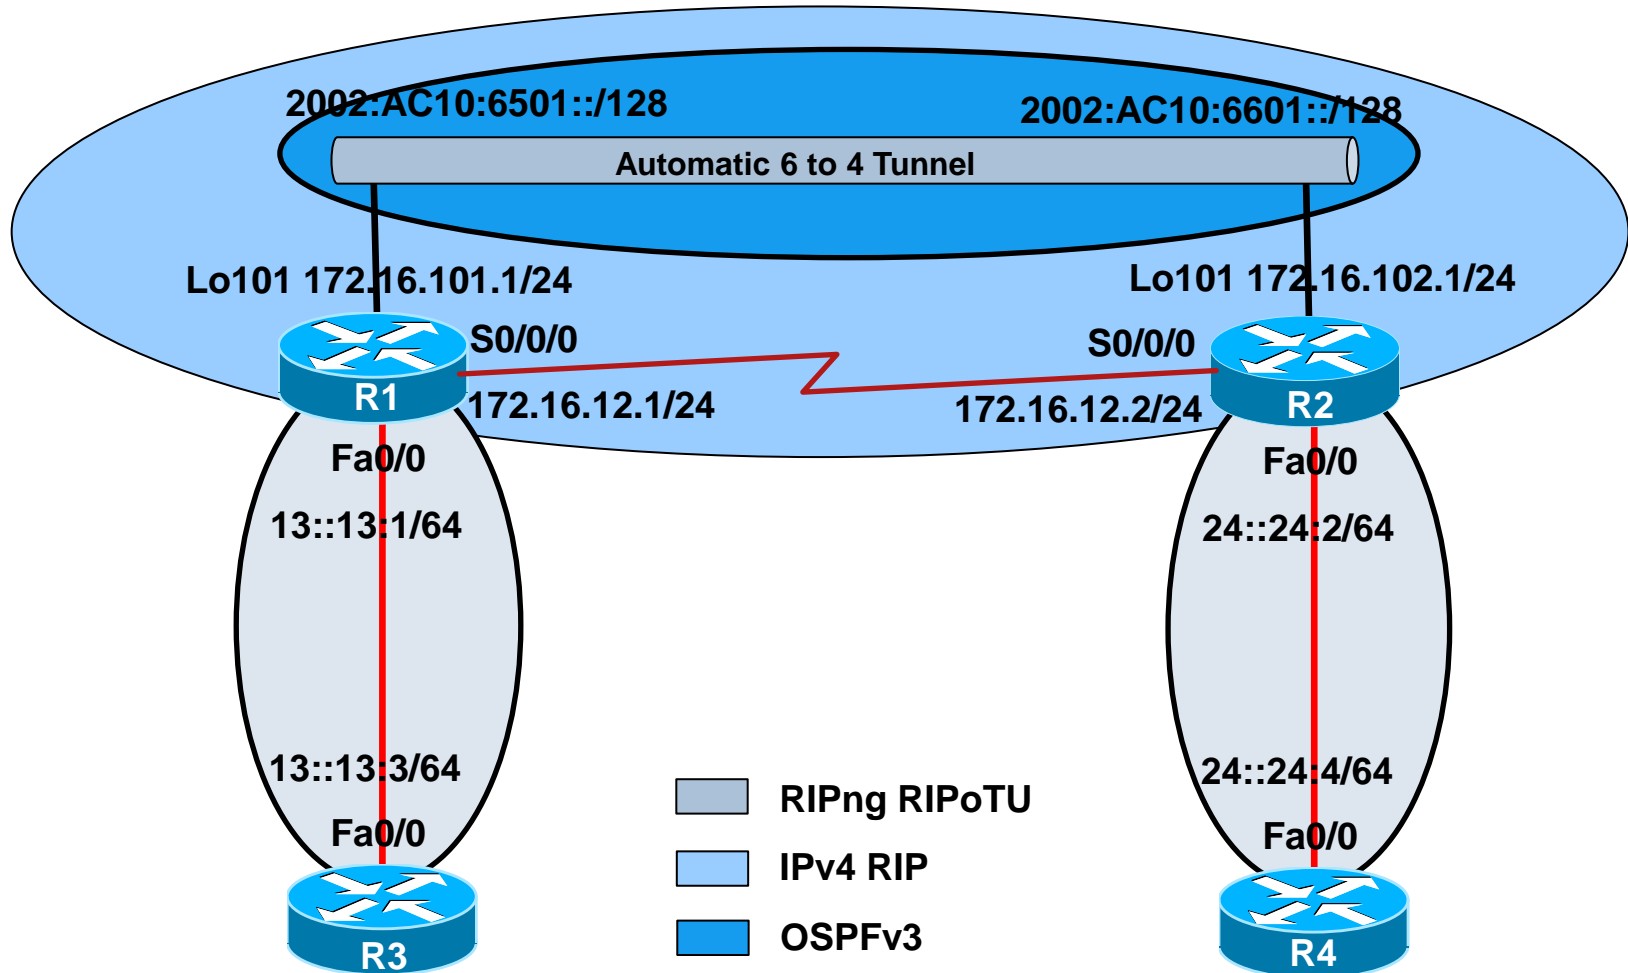 2002:AC10:6501::/128
2002:AC10:6601::/128
Automatic 6 to 4 Tunnel
Lo101 172.16.101.1/24
Lo101 172.16.102.1/24
S0/0/0
S0/0/0
R1
172.16.12.1/24
172.16.12.2/24
R2
Fa0/0
Fa0/0
13::13:1/64
24::24:2/64
13::13:3/64
24::24:4/64
Fa0/0
Fa0/0
R3
R4
RIPng RIPoTU
IPv4 RIP
OSPFv3